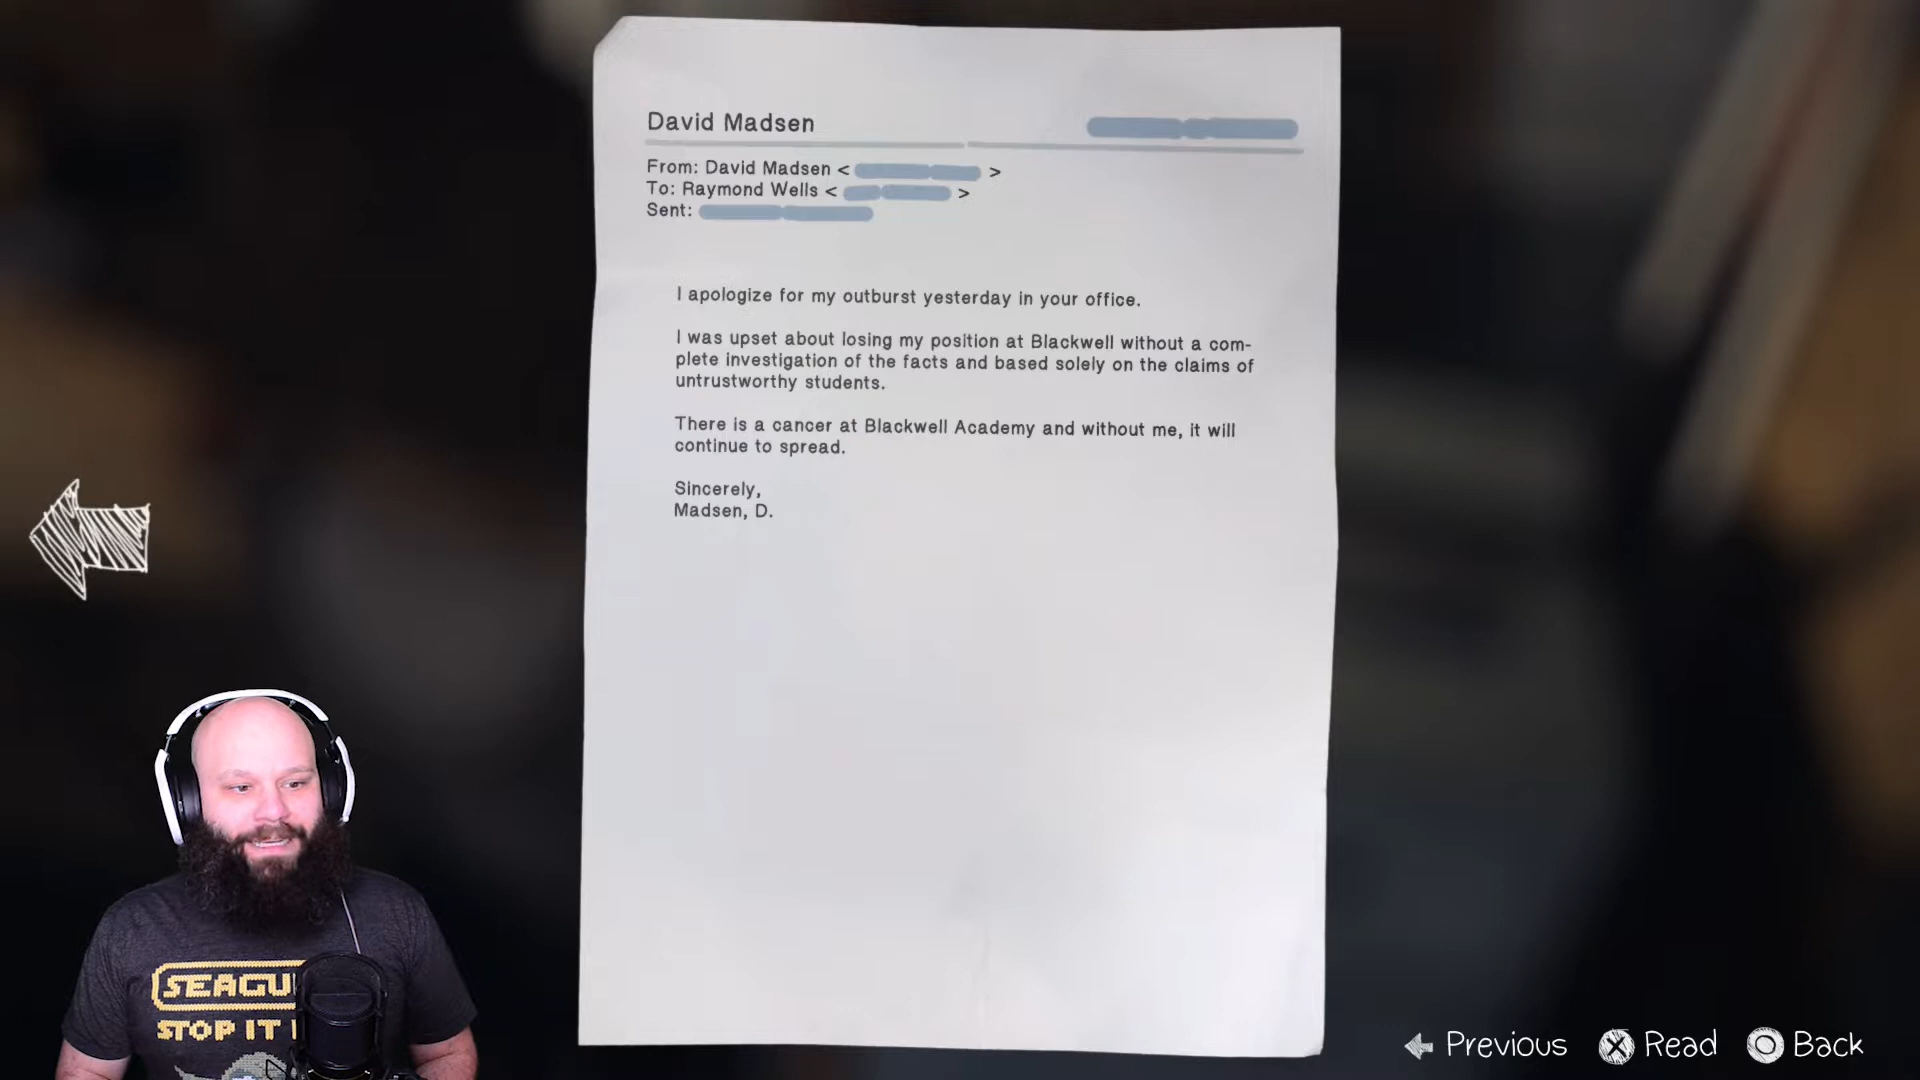 David Madsen
From: David Madsen < >
To: Raymond Wells < >
Sent:
I apologize for my outburst yesterday in your office.
I was upset about losing my position at Blackwell without a com-
plete investigation of the facts and based solely on the claims of
untrustworthy students.
There is a cancer at Blackwell Academy and without me, it will
continue to spread.
Sincerely,
Madsen, D.
STOP IT
Previous
Read
Back